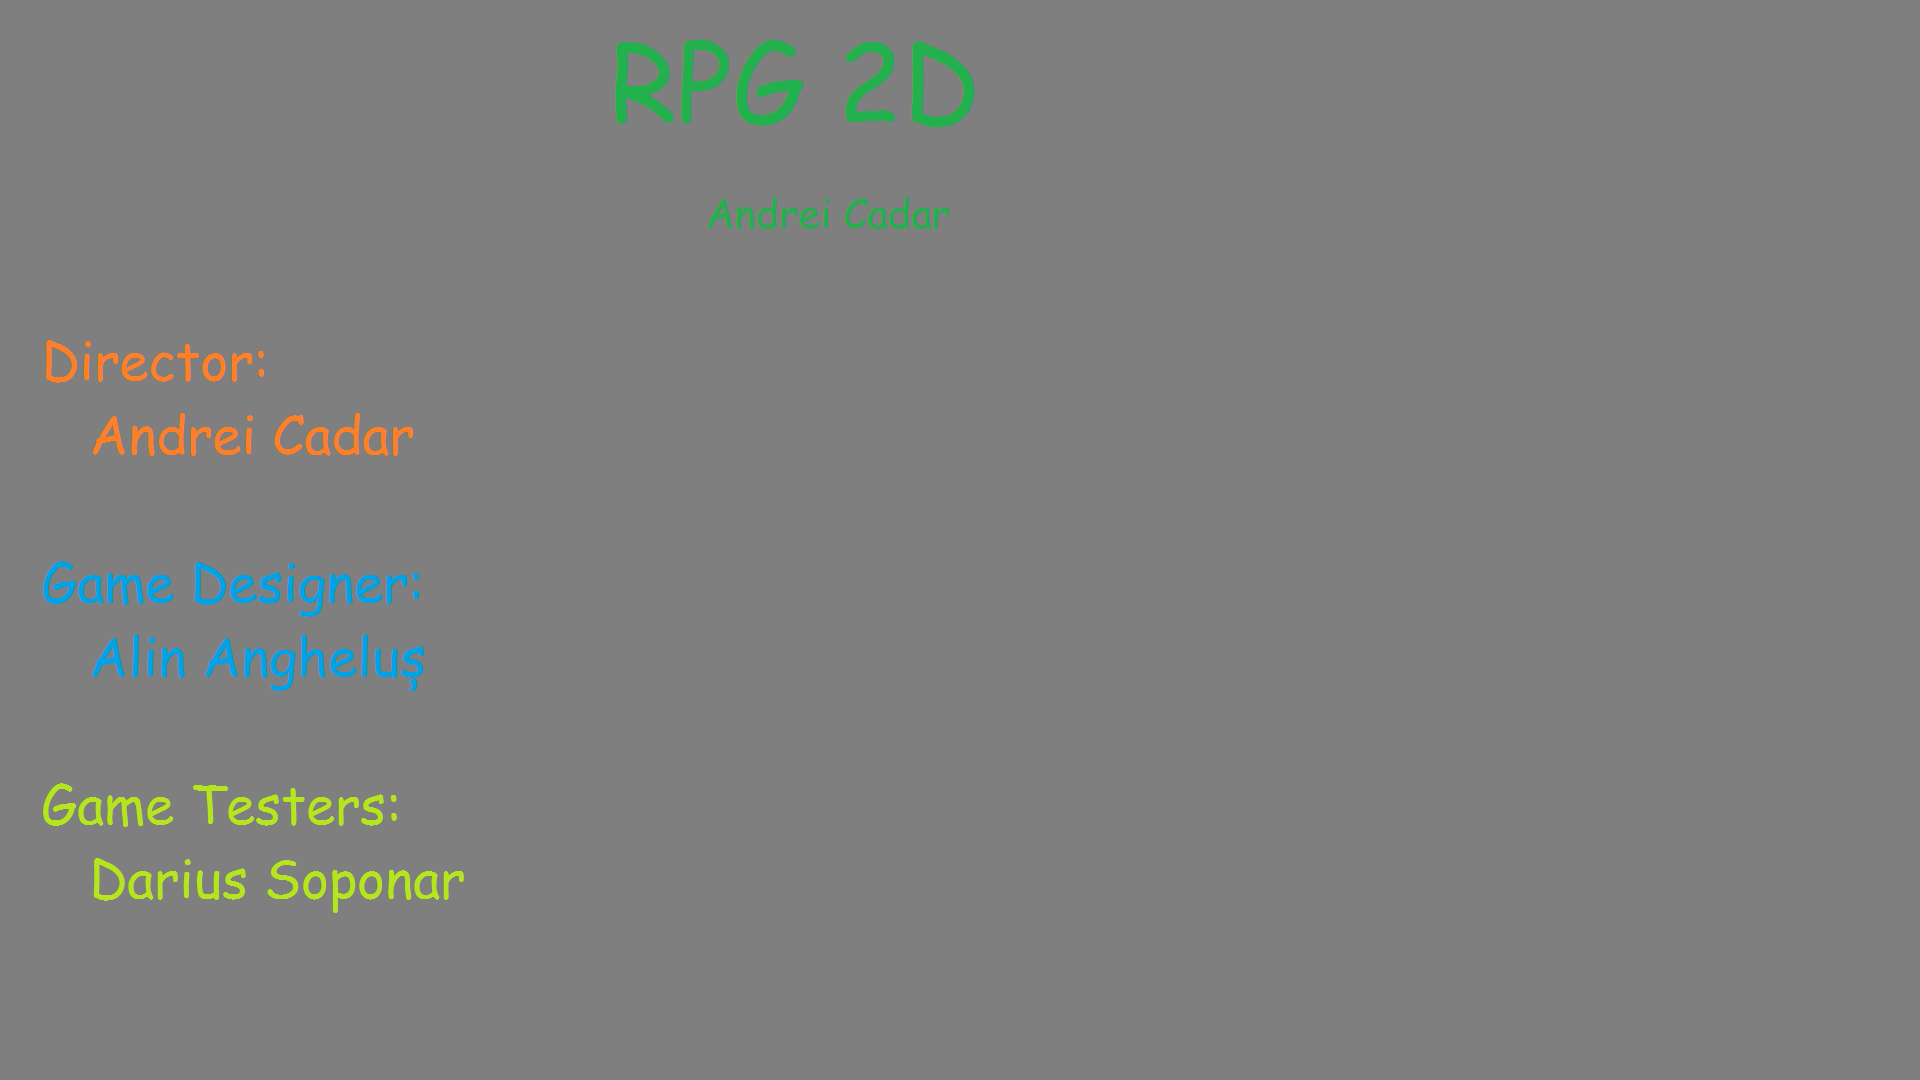 RPG 2D
Andrei Cadar
Director:
Andrei Cadar
Game Designer:
Alin Angheluș
Game Testers:
Darius Soponar